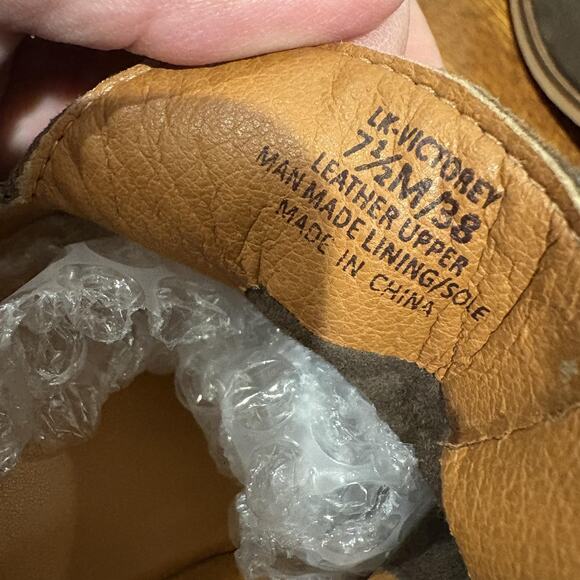 LK-VICTOREY
7½M/38
LEATHER UPPER
MAN MADE LINING/SOLE
MADE IN CHINA